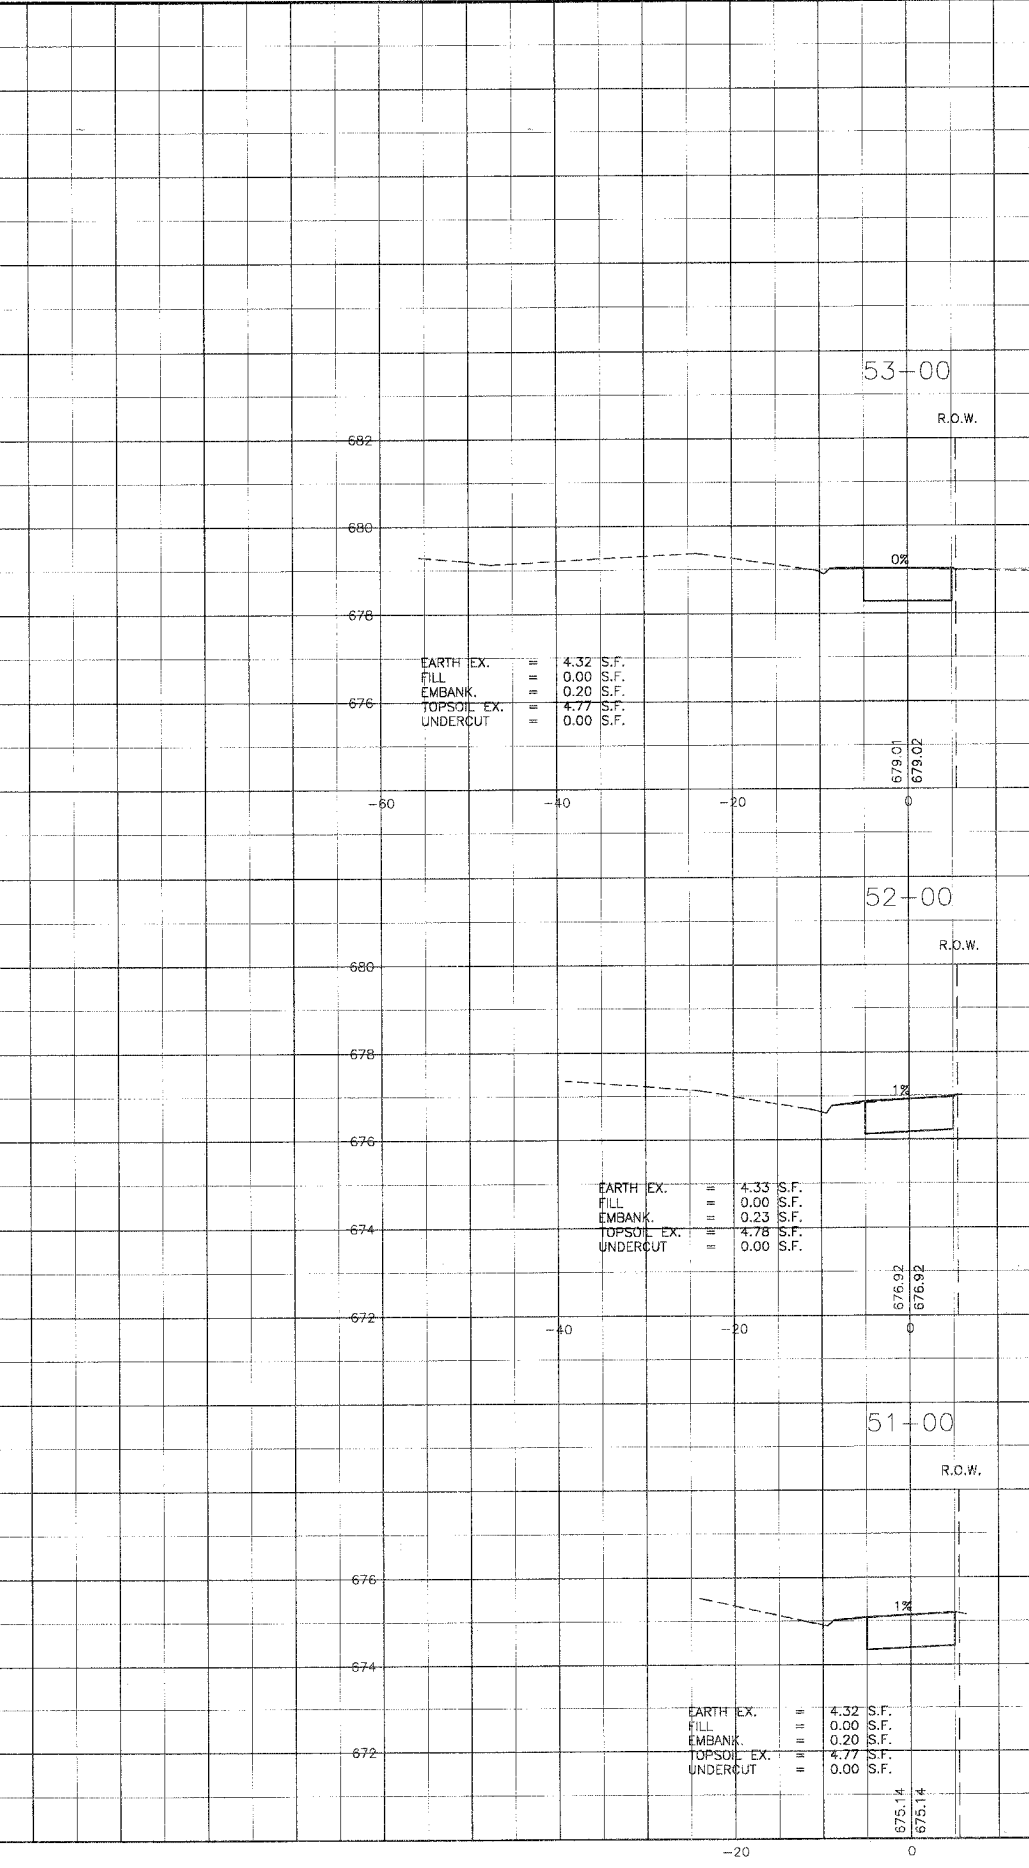 53+00
R.O.W.
682
680
0%
678
EARTH EX. = 4.32 S.F.
FILL = 0.00 S.F.
EMBANK. = 0.20 S.F.
676
TOPSOIL EX. = 4.77 S.F.
UNDERCUT = 0.00 S.F.
679.01
679.02
-60 -40 -20 0
52+00
R.O.W.
680
678
1%
676
EARTH EX. = 4.33 S.F.
FILL = 0.00 S.F.
EMBANK. = 0.23 S.F.
674
TOPSOIL EX. = 4.78 S.F.
UNDERCUT = 0.00 S.F.
676.92
676.92
672
-40 -20 0
51+00
R.O.W.
676
1%
674
EARTH EX. = 4.32 S.F.
FILL = 0.00 S.F.
EMBANK. = 0.20 S.F.
672
TOPSOIL EX. = 4.77 S.F.
UNDERCUT = 0.00 S.F.
675.14
675.14
-20 0